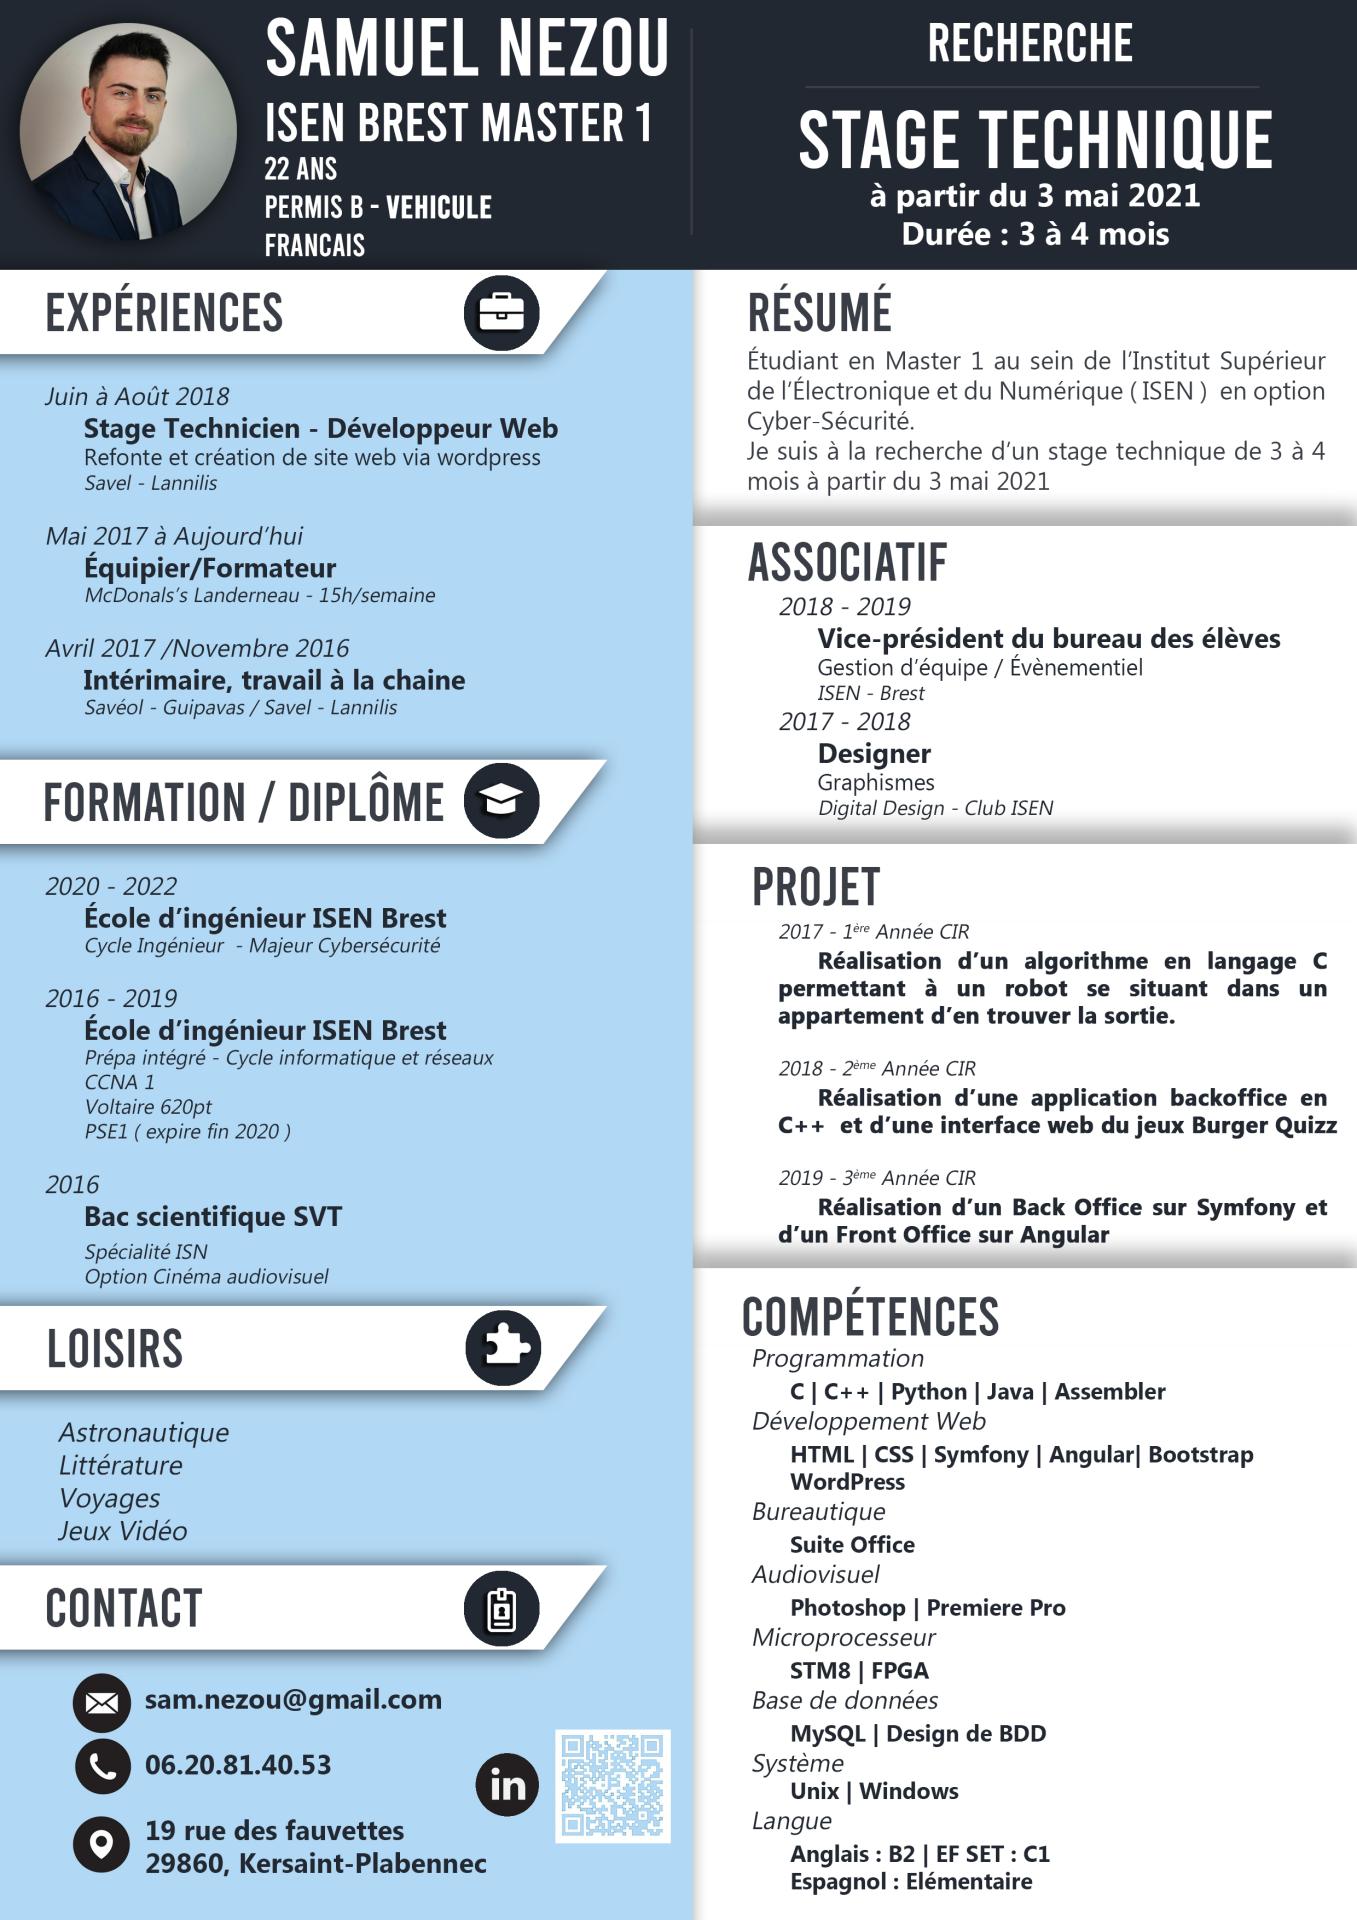 SAMUEL NEZOU
ISEN BREST MASTER 1
22 ANS
PERMIS B - VEHICULE
FRANCAIS
RECHERCHE
STAGE TECHNIQUE
à partir du 3 mai 2021
Durée : 3 à 4 mois
EXPÉRIENCES
Juin à Août 2018
Stage Technicien - Développeur Web
Refonte et création de site web via wordpress
Savel - Lannilis
Mai 2017 à Aujourd’hui
Équipier/Formateur
McDonals’s Landerneau - 15h/semaine
Avril 2017 /Novembre 2016
Intérimaire, travail à la chaine
Savéol - Guipavas / Savel - Lannilis
FORMATION / DIPLÔME
2020 - 2022
École d’ingénieur ISEN Brest
Cycle Ingénieur - Majeur Cybersécurité
2016 - 2019
École d’ingénieur ISEN Brest
Prépa intégré - Cycle informatique et réseaux
CCNA 1
Voltaire 620pt
PSE1 ( expire fin 2020 )
2016
Bac scientifique SVT
Spécialité ISN
Option Cinéma audiovisuel
LOISIRS
Astronautique
Littérature
Voyages
Jeux Vidéo
CONTACT
sam.nezou@gmail.com
06.20.81.40.53
in
19 rue des fauvettes
29860, Kersaint-Plabennec
RÉSUMÉ
Étudiant en Master 1 au sein de l’Institut Supérieur
de l’Électronique et du Numérique ( ISEN ) en option
Cyber-Sécurité.
Je suis à la recherche d’un stage technique de 3 à 4
mois à partir du 3 mai 2021
ASSOCIATIF
2018 - 2019
Vice-président du bureau des élèves
Gestion d’équipe / Évènementiel
ISEN - Brest
2017 - 2018
Designer
Graphismes
Digital Design - Club ISEN
PROJET
2017 - 1ère Année CIR
Réalisation d’un algorithme en langage C
permettant à un robot se situant dans un
appartement d’en trouver la sortie.
2018 - 2ème Année CIR
Réalisation d’une application backoffice en
C++ et d’une interface web du jeux Burger Quizz
2019 - 3ème Année CIR
Réalisation d’un Back Office sur Symfony et
d’un Front Office sur Angular
COMPÉTENCES
Programmation
C | C++ | Python | Java | Assembler
Développement Web
HTML | CSS | Symfony | Angular| Bootstrap
WordPress
Bureautique
Suite Office
Audiovisuel
Photoshop | Premiere Pro
Microprocesseur
STM8 | FPGA
Base de données
MySQL | Design de BDD
Système
Unix | Windows
Langue
Anglais : B2 | EF SET : C1
Espagnol : Elémentaire